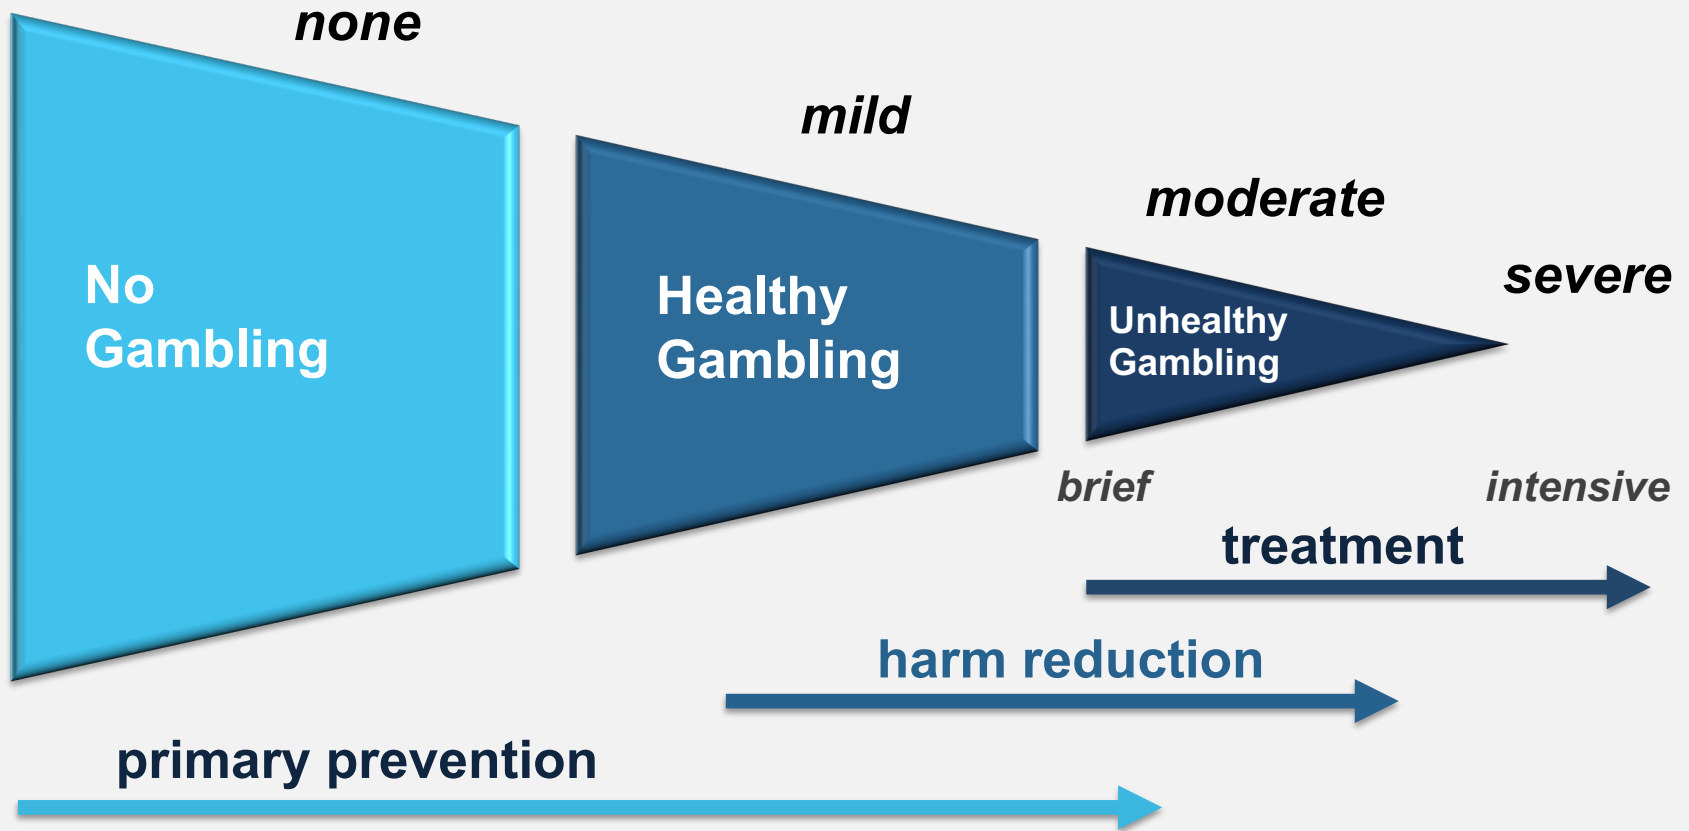 none
mild
moderate
severe
No
Gambling
Healthy
Gambling
Unhealthy
Gambling
brief
intensive
treatment
harm reduction
primary prevention